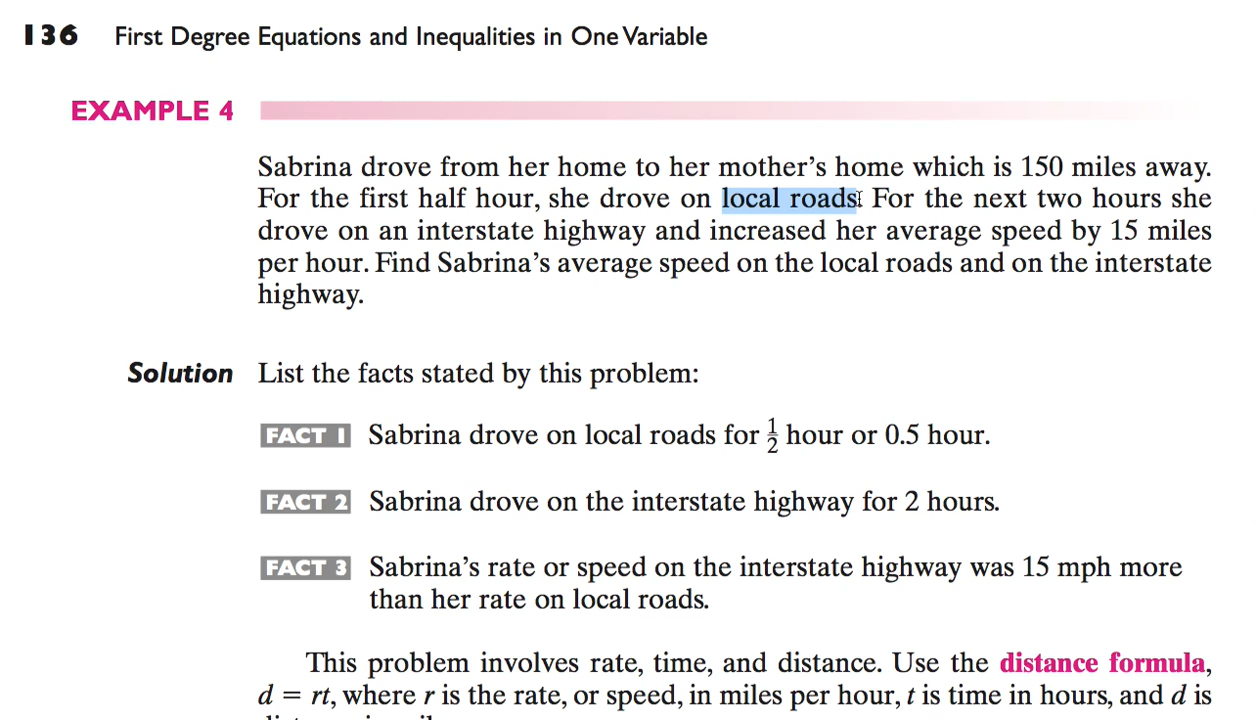 136 First Degree Equations and Inequalities in One Variable
EXAMPLE 4
Sabrina drove from her home to her mother's home which is 150 miles away.
For the first half hour, she drove on local roads. For the next two hours she
drove on an interstate highway and increased her average speed by 15 miles
per hour. Find Sabrina's average speed on the local roads and on the interstate
highway.
Solution List the facts stated by this problem:
FACT 1 Sabrina drove on local roads for 1/2 hour or 0.5 hour.
FACT 2 Sabrina drove on the interstate highway for 2 hours.
FACT 3 Sabrina's rate or speed on the interstate highway was 15 mph more
than her rate on local roads.
This problem involves rate, time, and distance. Use the distance formula,
d = rt, where r is the rate, or speed, in miles per hour, t is time in hours, and d is